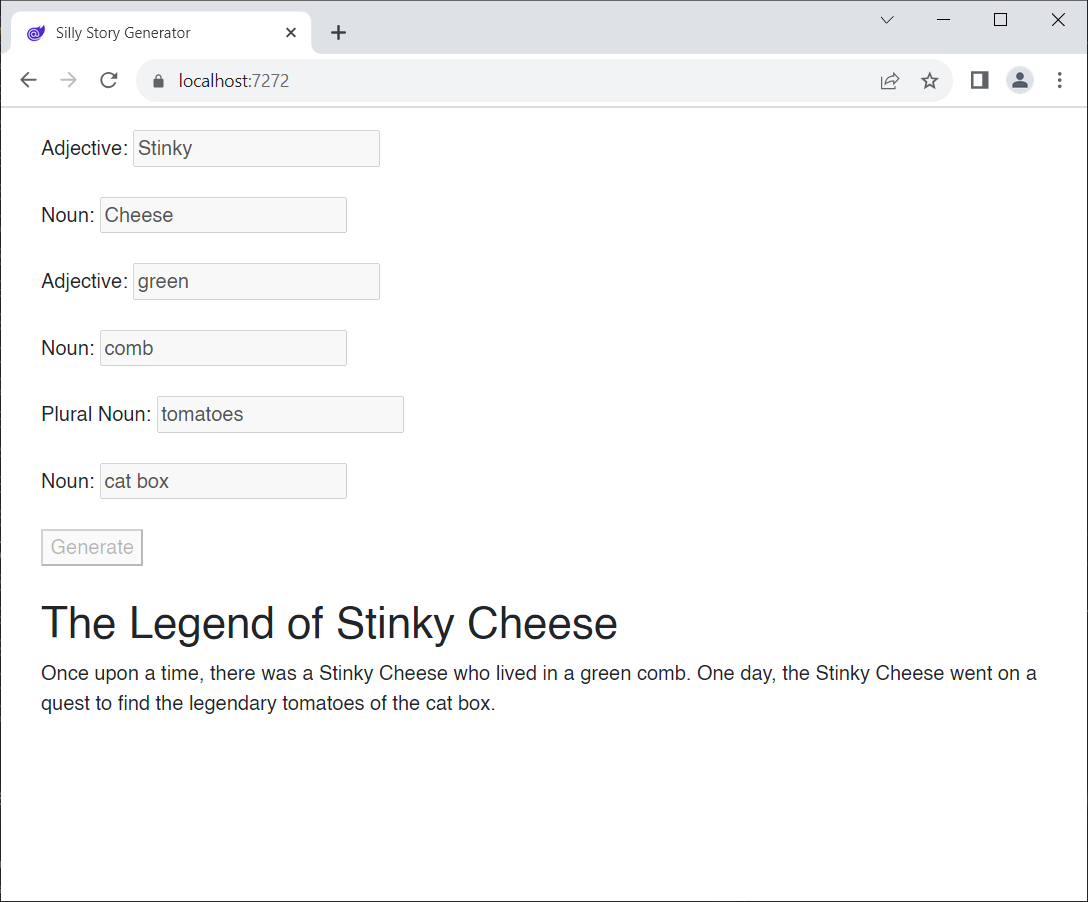 Silly Story Generator
localhost:7272
Adjective: Stinky
Noun: Cheese
Adjective: green
Noun: comb
Plural Noun: tomatoes
Noun: cat box
Generate
The Legend of Stinky Cheese
Once upon a time, there was a Stinky Cheese who lived in a green comb. One day, the Stinky Cheese went on a
quest to find the legendary tomatoes of the cat box.